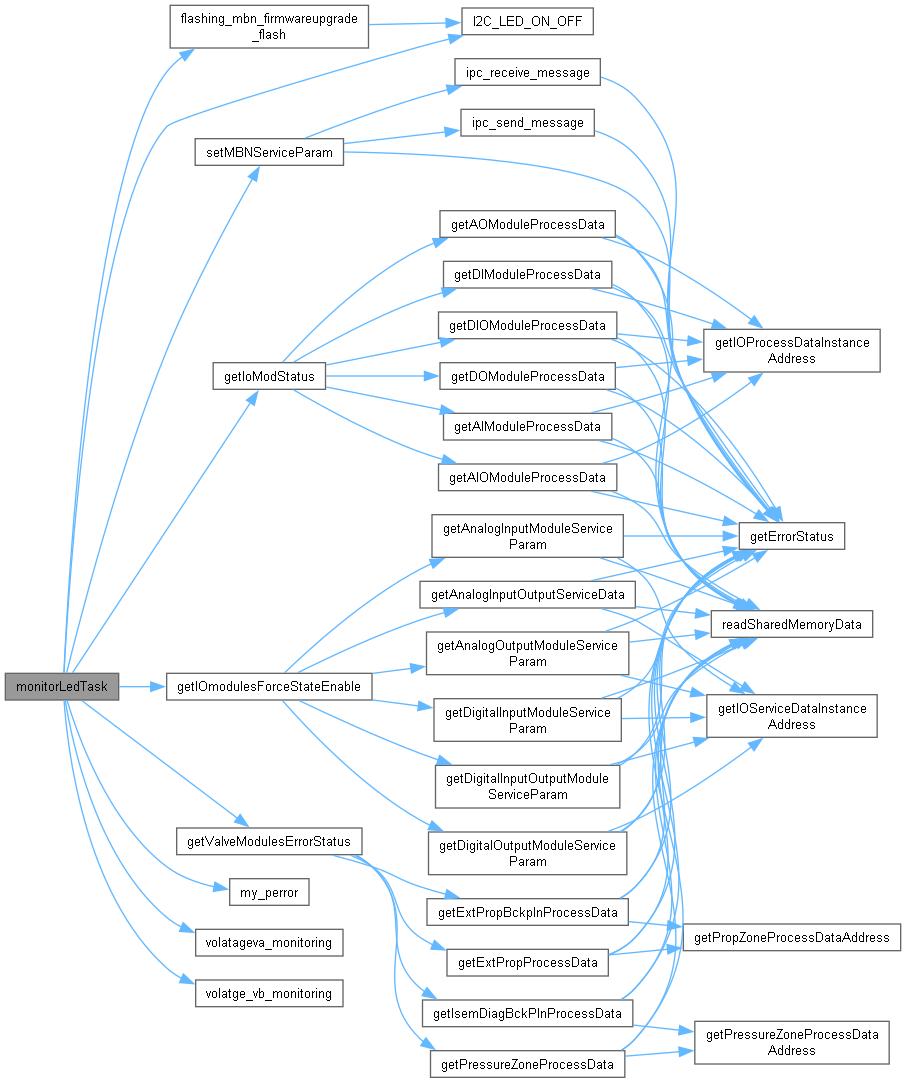 flashing_mbn_firmwareupgrade
_flash
I2C_LED_ON_OFF
ipc_receive_message
ipc_send_message
setMBNServiceParam
getAOModuleProcessData
getDIModuleProcessData
getDIOModuleProcessData
getIOProcessDataInstance
Address
getIoModStatus
getDOModuleProcessData
getAIModuleProcessData
getAIOModuleProcessData
getAnalogInputModuleService
Param
getErrorStatus
getAnalogInputOutputServiceData
readSharedMemoryData
getAnalogOutputModuleService
Param
monitorLedTask
getIOmodulesForceStateEnable
getDigitalInputModuleService
Param
getIOServiceDataInstance
Address
getDigitalInputOutputModule
ServiceParam
getValveModulesErrorStatus
getDigitalOutputModuleService
Param
my_perror
getExtPropBckplnProcessData
volatageva_monitoring
getPropZoneProcessDataAddress
getExtPropProcessData
volatge_vb_monitoring
getIsemDiagBckPlnProcessData
getPressureZoneProcessData
Address
getPressureZoneProcessData